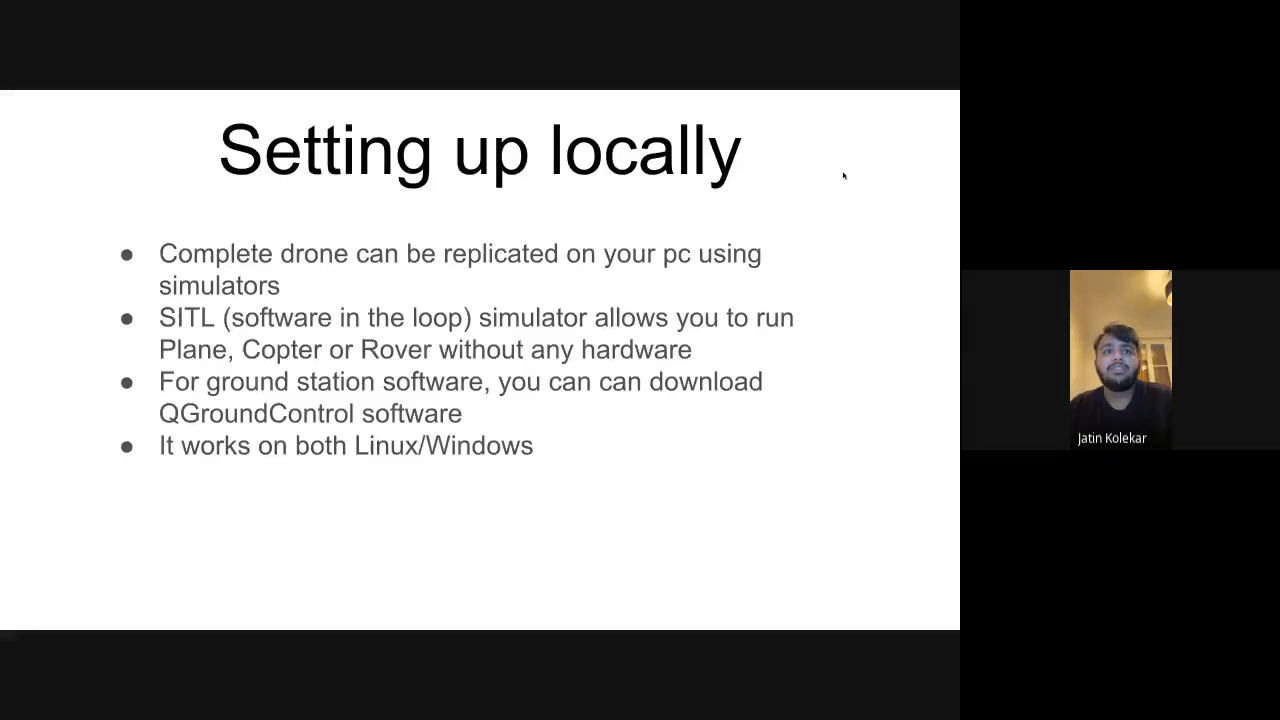 Setting up locally
● Complete drone can be replicated on your pc using
simulators
● SITL (software in the loop) simulator allows you to run
Plane, Copter or Rover without any hardware
● For ground station software, you can can download
QGroundControl software
● It works on both Linux/Windows
Jatin Kolekar